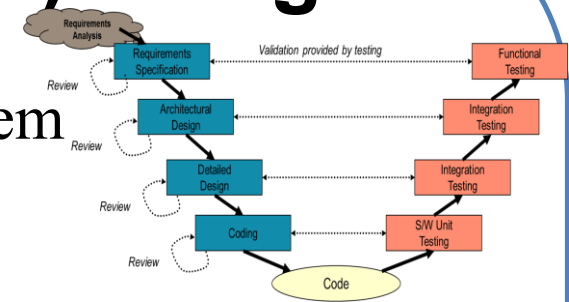 Requirements
Analysis
Requirements
Specification
Validation provided by testing
Functional
Testing
Review
em
Architectural
Design
Integration
Testing
Review
Detailed
Design
Integration
Testing
Review
Coding
S/W Unit
Testing
Review
Code